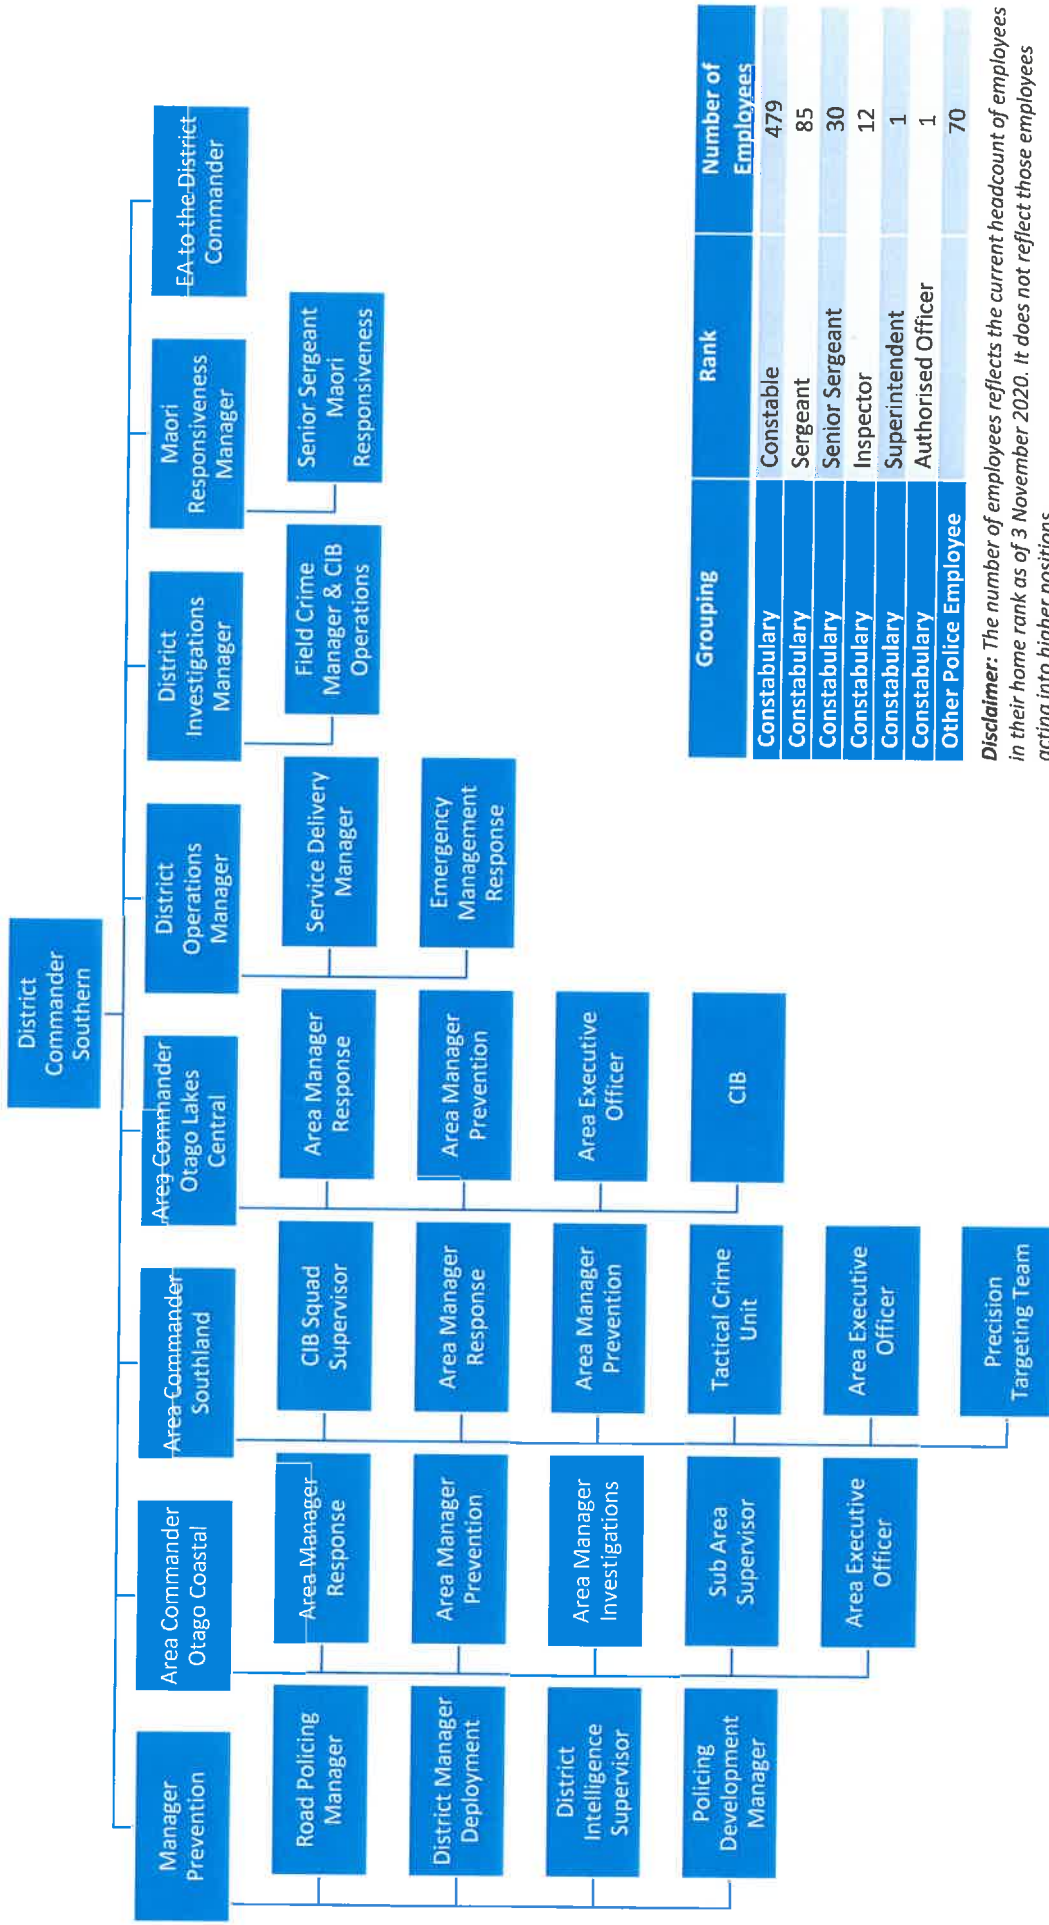 District
Commander
Southern
Manager
Prevention
Area Commander
Otago Coastal
Area Commander
Southland
Area Commander
Otago Lakes
Central
District
Operations
Manager
District
Investigations
Manager
Maori
Responsiveness
Manager
EA to the District
Commander
Road Policing
Manager
District Manager
Deployment
District
Intelligence
Supervisor
Policing
Development
Manager
Area Manager
Response
Area Manager
Prevention
Area Manager
Investigations
Sub Area
Supervisor
Area Executive
Officer
CIB Squad
Supervisor
Area Manager
Response
Area Manager
Prevention
Tactical Crime
Unit
Area Executive
Officer
Precision
Targeting Team
Area Manager
Response
Area Manager
Prevention
Area Executive
Officer
CIB
Service Delivery
Manager
Emergency
Management
Response
Field Crime
Manager & CIB
Operations
Senior Sergeant
Maori
Responsiveness
Grouping Rank Number of
Employees
Constabulary Constable 479
Constabulary Sergeant 85
Constabulary Senior Sergeant 30
Constabulary Inspector 12
Constabulary Superintendent 1
Constabulary Authorised Officer 1
Other Police Employee 70
Disclaimer: The number of employees reflects the current headcount of employees
in their home rank as of 3 November 2020. It does not reflect those employees
acting into higher positions